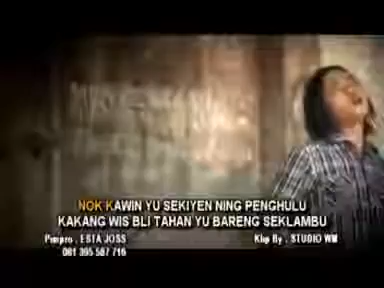 NOK KAWIN YU SEKIYEN NING PENGHULU
KAKANG WIS BLI TAHAN YU BARENG SEKLAMBU
Pimpro . ESTA JOSS
Klip By . STUDIO WM
081 395 587 716